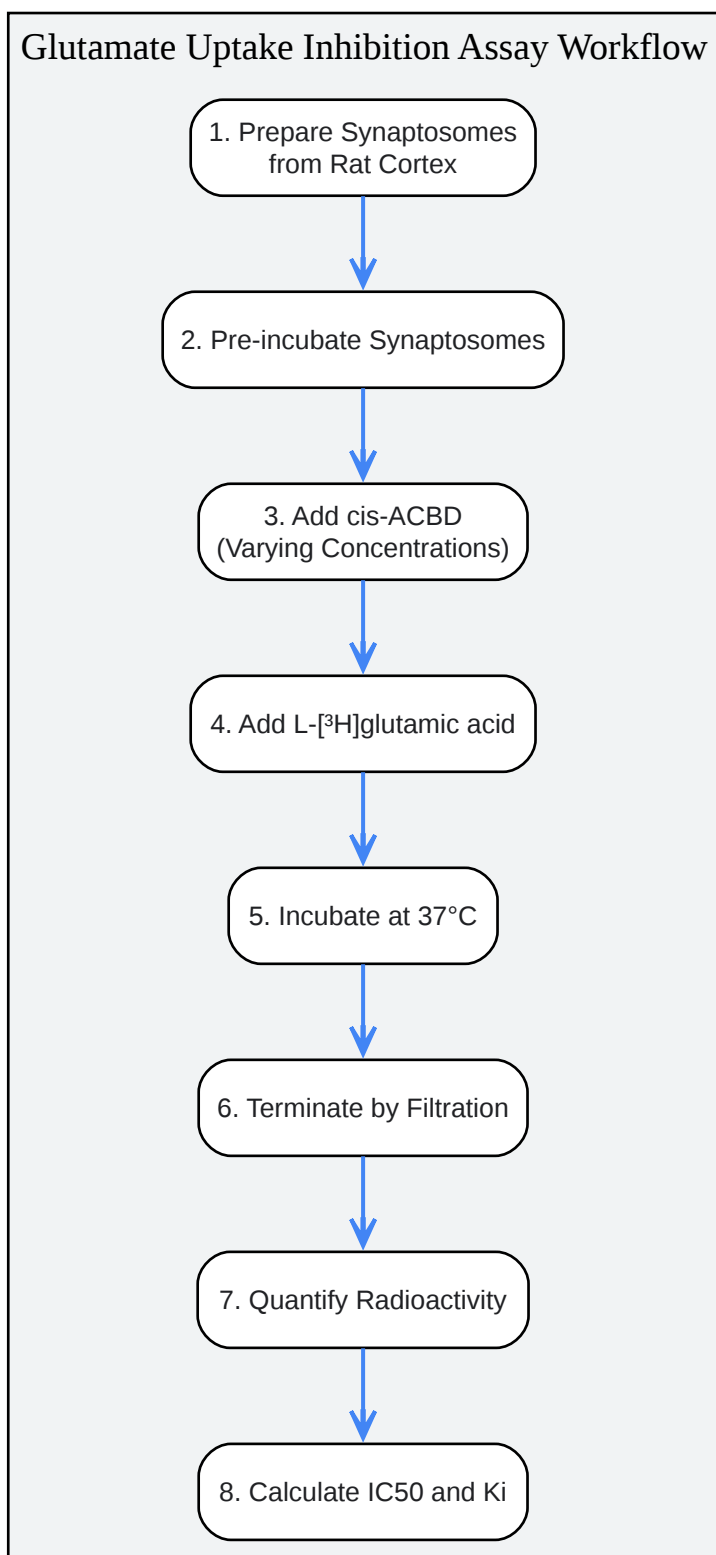 Glutamate Uptake Inhibition Assay Workflow
1. Prepare Synaptosomes
from Rat Cortex
2. Pre-incubate Synaptosomes
3. Add cis-ACBD
(Varying Concentrations)
4. Add L-[³H]glutamic acid
5. Incubate at 37°C
6. Terminate by Filtration
7. Quantify Radioactivity
8. Calculate IC50 and Ki